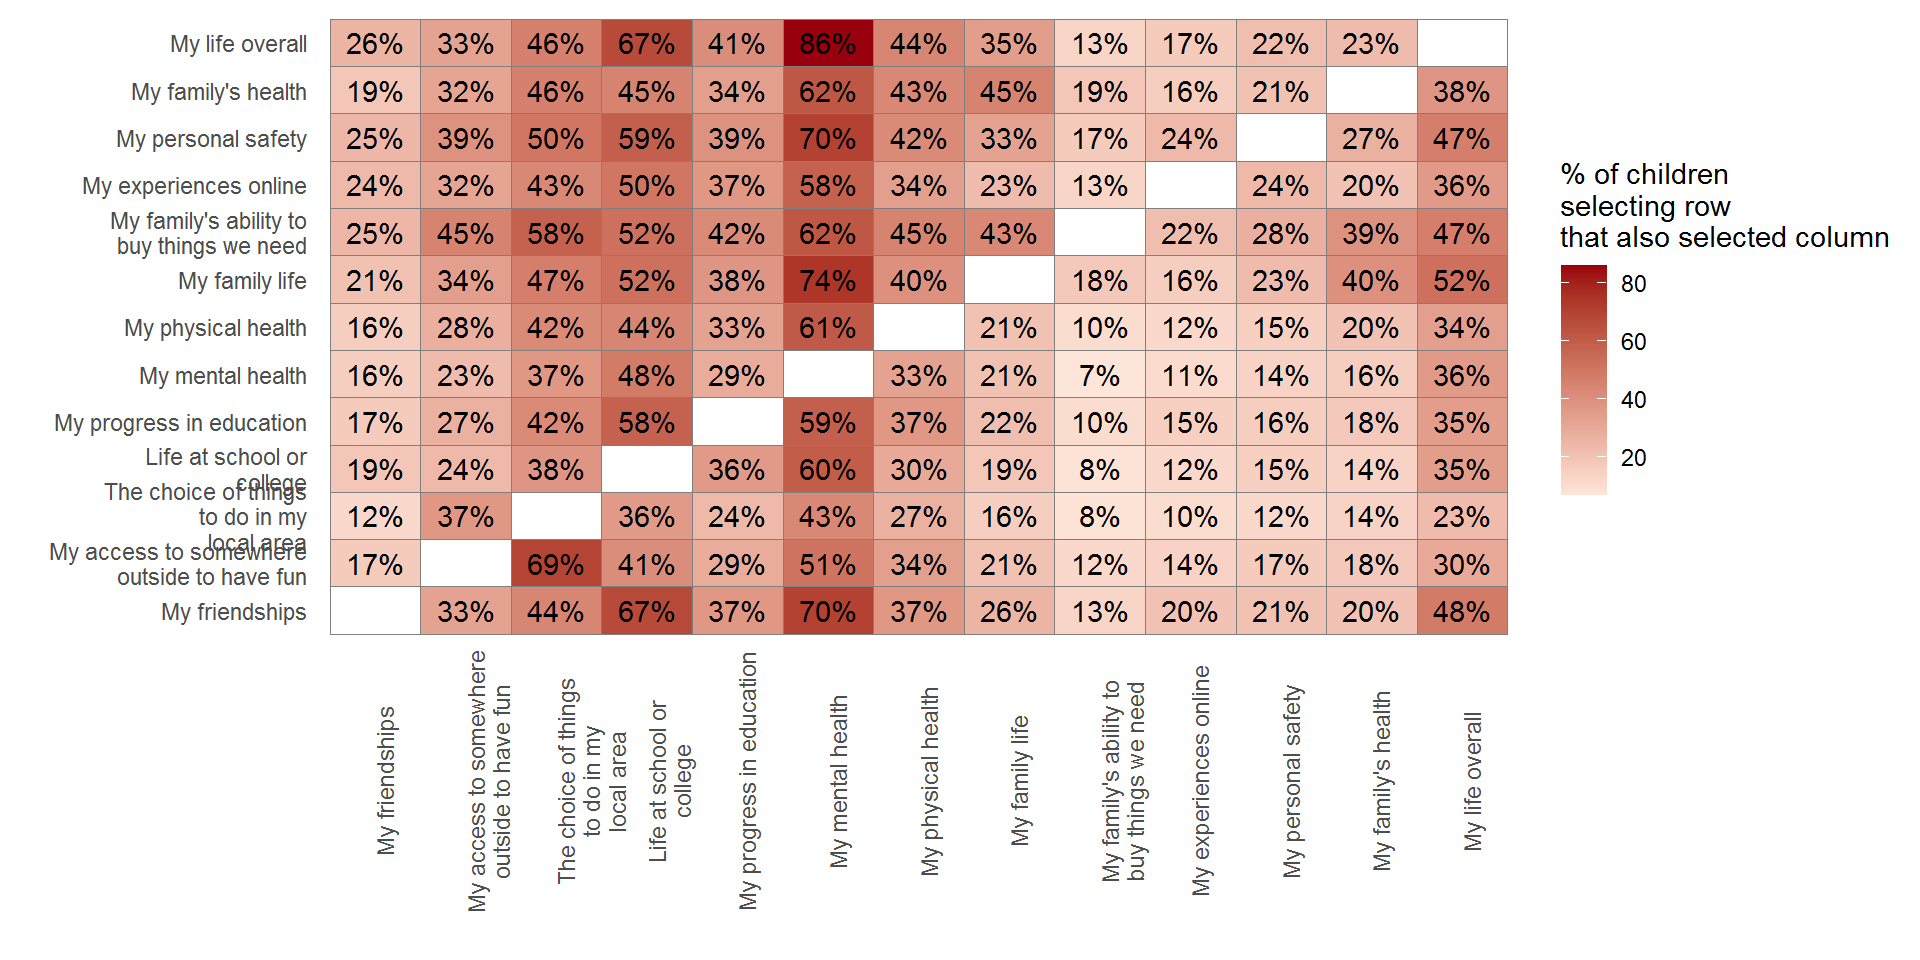 My life overall 26% 33% 46% 67% 41% 86% 44% 35% 13% 17% 22% 23%
My family's health 19% 32% 46% 45% 34% 62% 43% 45% 19% 16% 21% 38%
My personal safety 25% 39% 50% 59% 39% 70% 42% 33% 17% 24% 27% 47%
My experiences online 24% 32% 43% 50% 37% 58% 34% 23% 13% 24% 20% 36%
My family's ability to
buy things we need 25% 45% 58% 52% 42% 62% 45% 43% 22% 28% 39% 47%
My family life 21% 34% 47% 52% 38% 74% 40% 18% 16% 23% 40% 52%
My physical health 16% 28% 42% 44% 33% 61% 21% 10% 12% 15% 20% 34%
My mental health 16% 23% 37% 48% 29% 33% 21% 7% 11% 14% 16% 36%
My progress in education 17% 27% 42% 58% 59% 37% 22% 10% 15% 16% 18% 35%
Life at school or
college 19% 24% 38% 36% 60% 30% 19% 8% 12% 15% 14% 35%
The choice of things
to do in my
local area 12% 37% 36% 24% 43% 27% 16% 8% 10% 12% 14% 23%
My access to somewhere
outside to have fun 17% 69% 41% 29% 51% 34% 21% 12% 14% 17% 18% 30%
My friendships 33% 44% 67% 37% 70% 37% 26% 13% 20% 21% 20% 48%
My friendships
My access to somewhere
outside to have fun
The choice of things
to do in my
local area
Life at school or
college
My progress in education
My mental health
My physical health
My family life
My family's ability to
buy things we need
My experiences online
My personal safety
My family's health
My life overall
% of children
selecting row
that also selected column
80
60
40
20